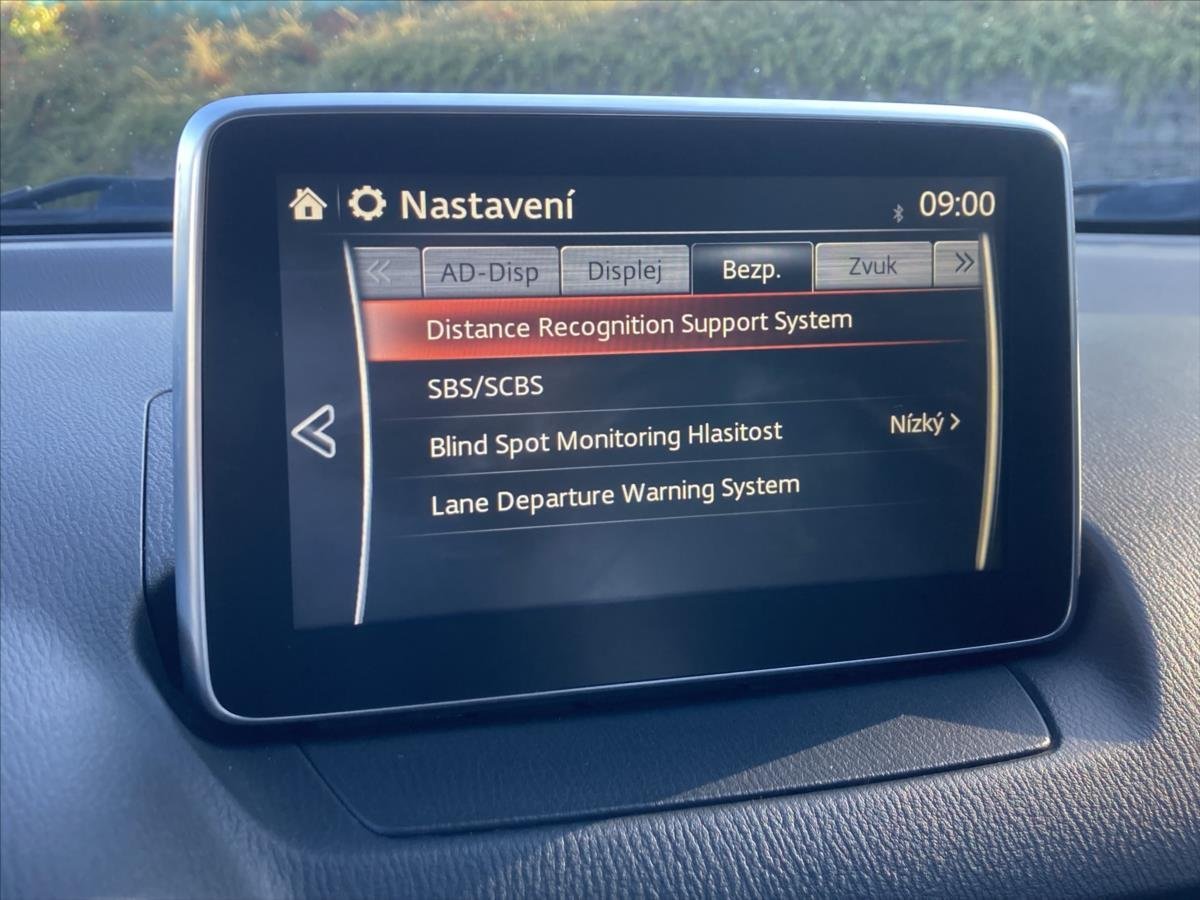 Nastavení 09:00
AD-Disp Displej Bezp. Zvuk
Distance Recognition Support System
SBS/SCBS
Blind Spot Monitoring Hlasitost Nízký
Lane Departure Warning System